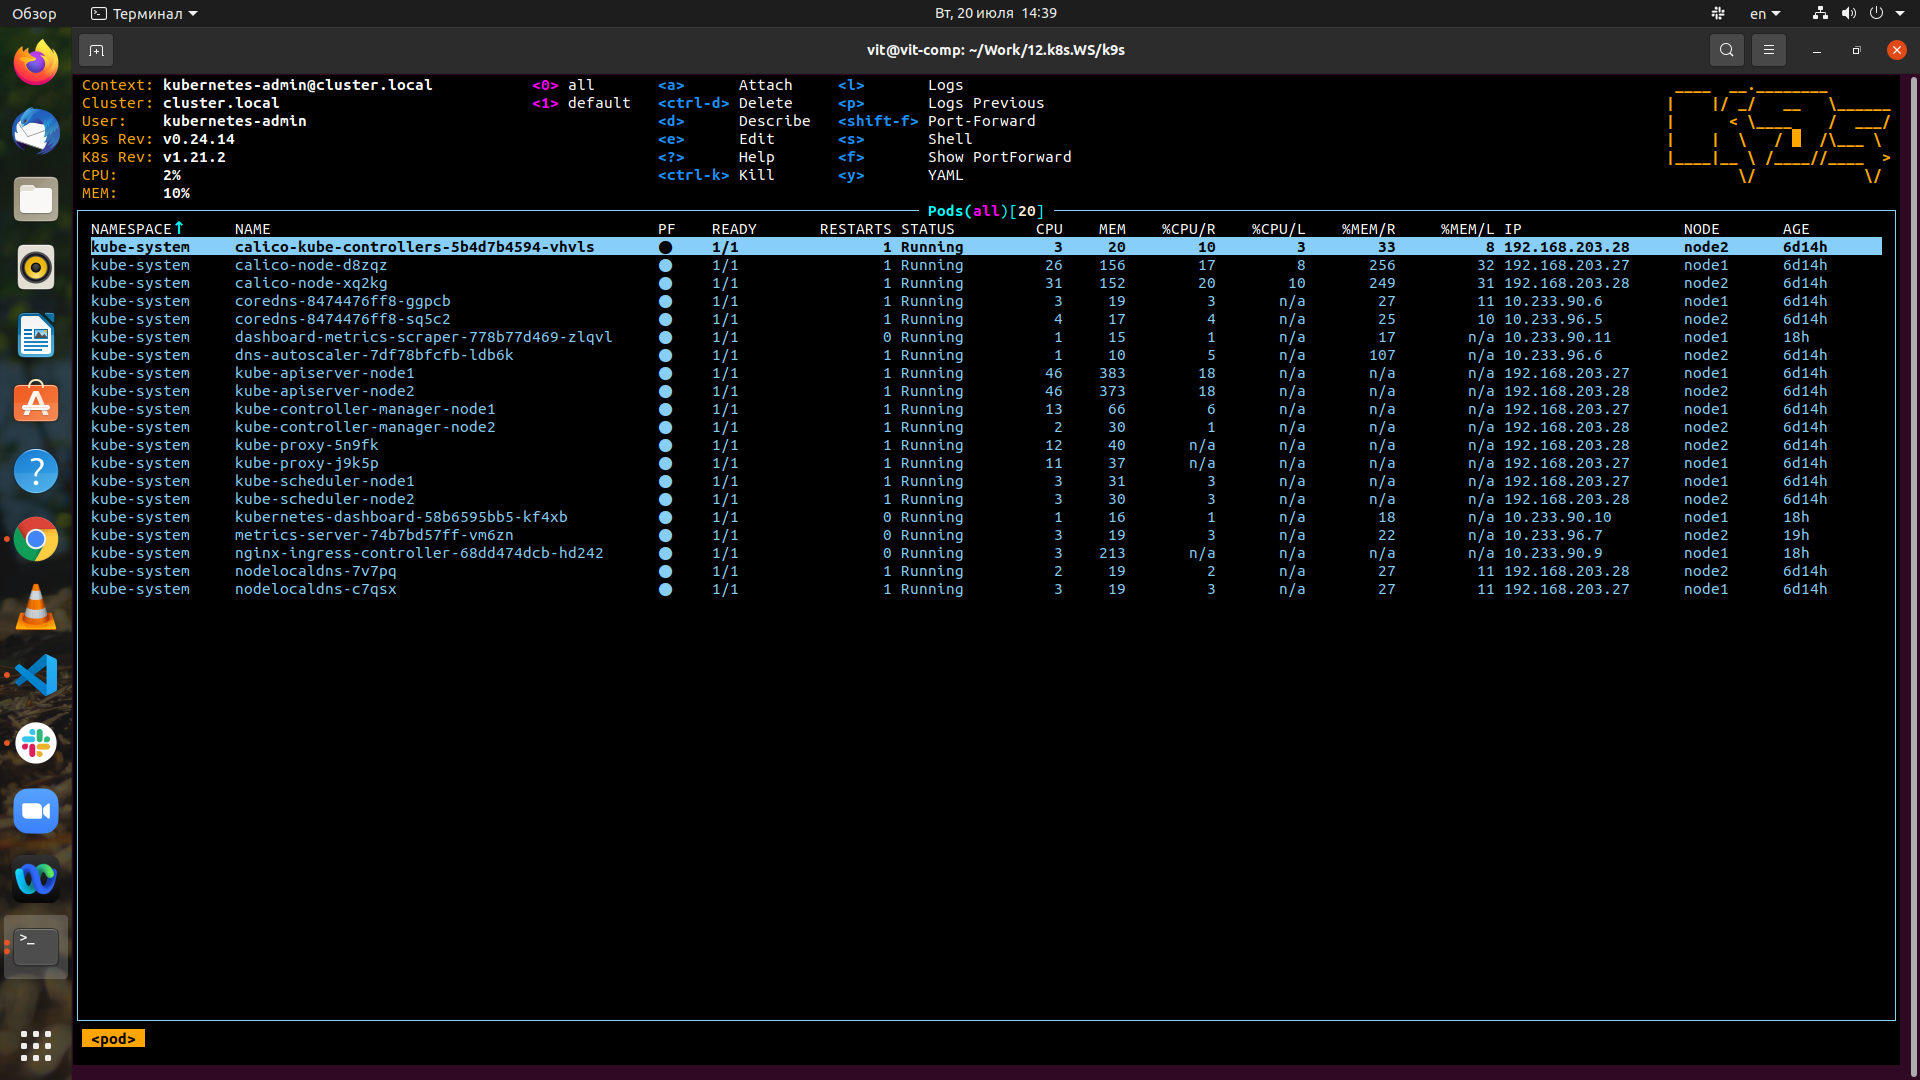 Обзор Терминал Вт, 20 июля 14:39 en
vit@vit-comp: ~/Work/12.k8s.WS/k9s
Context: kubernetes-admin@cluster.local <0> all <a> Attach <l> Logs
Cluster: cluster.local <1> default <ctrl-d> Delete <p> Logs Previous
User: kubernetes-admin <d> Describe <shift-f> Port-Forward
K9s Rev: v0.24.14 <e> Edit <s> Shell
K8s Rev: v1.21.2 <?> Help <f> Show PortForward
CPU: 2% <ctrl-k> Kill <y> YAML
MEM: 10%
Pods(all)[20]
NAMESPACE↑ NAME PF READY RESTARTS STATUS CPU MEM %CPU/R %CPU/L %MEM/R %MEM/L IP NODE AGE
kube-system calico-kube-controllers-5b4d7b4594-vhvls ● 1/1 1 Running 3 20 10 3 33 8 192.168.203.28 node2 6d14h
kube-system calico-node-d8zqz ● 1/1 1 Running 26 156 17 8 256 32 192.168.203.27 node1 6d14h
kube-system calico-node-xq2kg ● 1/1 1 Running 31 152 20 10 249 31 192.168.203.28 node2 6d14h
kube-system coredns-8474476ff8-ggpcb ● 1/1 1 Running 3 19 3 n/a 27 11 10.233.90.6 node1 6d14h
kube-system coredns-8474476ff8-sq5c2 ● 1/1 1 Running 4 17 4 n/a 25 10 10.233.96.5 node2 6d14h
kube-system dashboard-metrics-scraper-778b77d469-zlqvl ● 1/1 0 Running 1 15 1 n/a 17 n/a 10.233.90.11 node1 18h
kube-system dns-autoscaler-7df78bfcfb-ldb6k ● 1/1 1 Running 1 10 5 n/a 107 n/a 10.233.96.6 node2 6d14h
kube-system kube-apiserver-node1 ● 1/1 1 Running 46 383 18 n/a n/a n/a 192.168.203.27 node1 6d14h
kube-system kube-apiserver-node2 ● 1/1 1 Running 46 373 18 n/a n/a n/a 192.168.203.28 node2 6d14h
kube-system kube-controller-manager-node1 ● 1/1 1 Running 13 66 6 n/a n/a n/a 192.168.203.27 node1 6d14h
kube-system kube-controller-manager-node2 ● 1/1 1 Running 2 30 1 n/a n/a n/a 192.168.203.28 node2 6d14h
kube-system kube-proxy-5n9fk ● 1/1 1 Running 12 40 n/a n/a n/a n/a 192.168.203.28 node2 6d14h
kube-system kube-proxy-j9k5p ● 1/1 1 Running 11 37 n/a n/a n/a n/a 192.168.203.27 node1 6d14h
kube-system kube-scheduler-node1 ● 1/1 1 Running 3 31 3 n/a n/a n/a 192.168.203.27 node1 6d14h
kube-system kube-scheduler-node2 ● 1/1 1 Running 3 30 3 n/a n/a n/a 192.168.203.28 node2 6d14h
kube-system kubernetes-dashboard-58b6595bb5-kf4xb ● 1/1 0 Running 1 16 1 n/a 18 n/a 10.233.90.10 node1 18h
kube-system metrics-server-74b7bd57ff-vm6zn ● 1/1 0 Running 3 19 3 n/a 22 n/a 10.233.96.7 node2 19h
kube-system nginx-ingress-controller-68dd474dcb-hd242 ● 1/1 0 Running 3 213 n/a n/a n/a n/a 10.233.90.9 node1 18h
kube-system nodelocaldns-7v7pq ● 1/1 1 Running 2 19 2 n/a 27 11 192.168.203.28 node2 6d14h
kube-system nodelocaldns-c7qsx ● 1/1 1 Running 3 19 3 n/a 27 11 192.168.203.27 node1 6d14h
<pod>